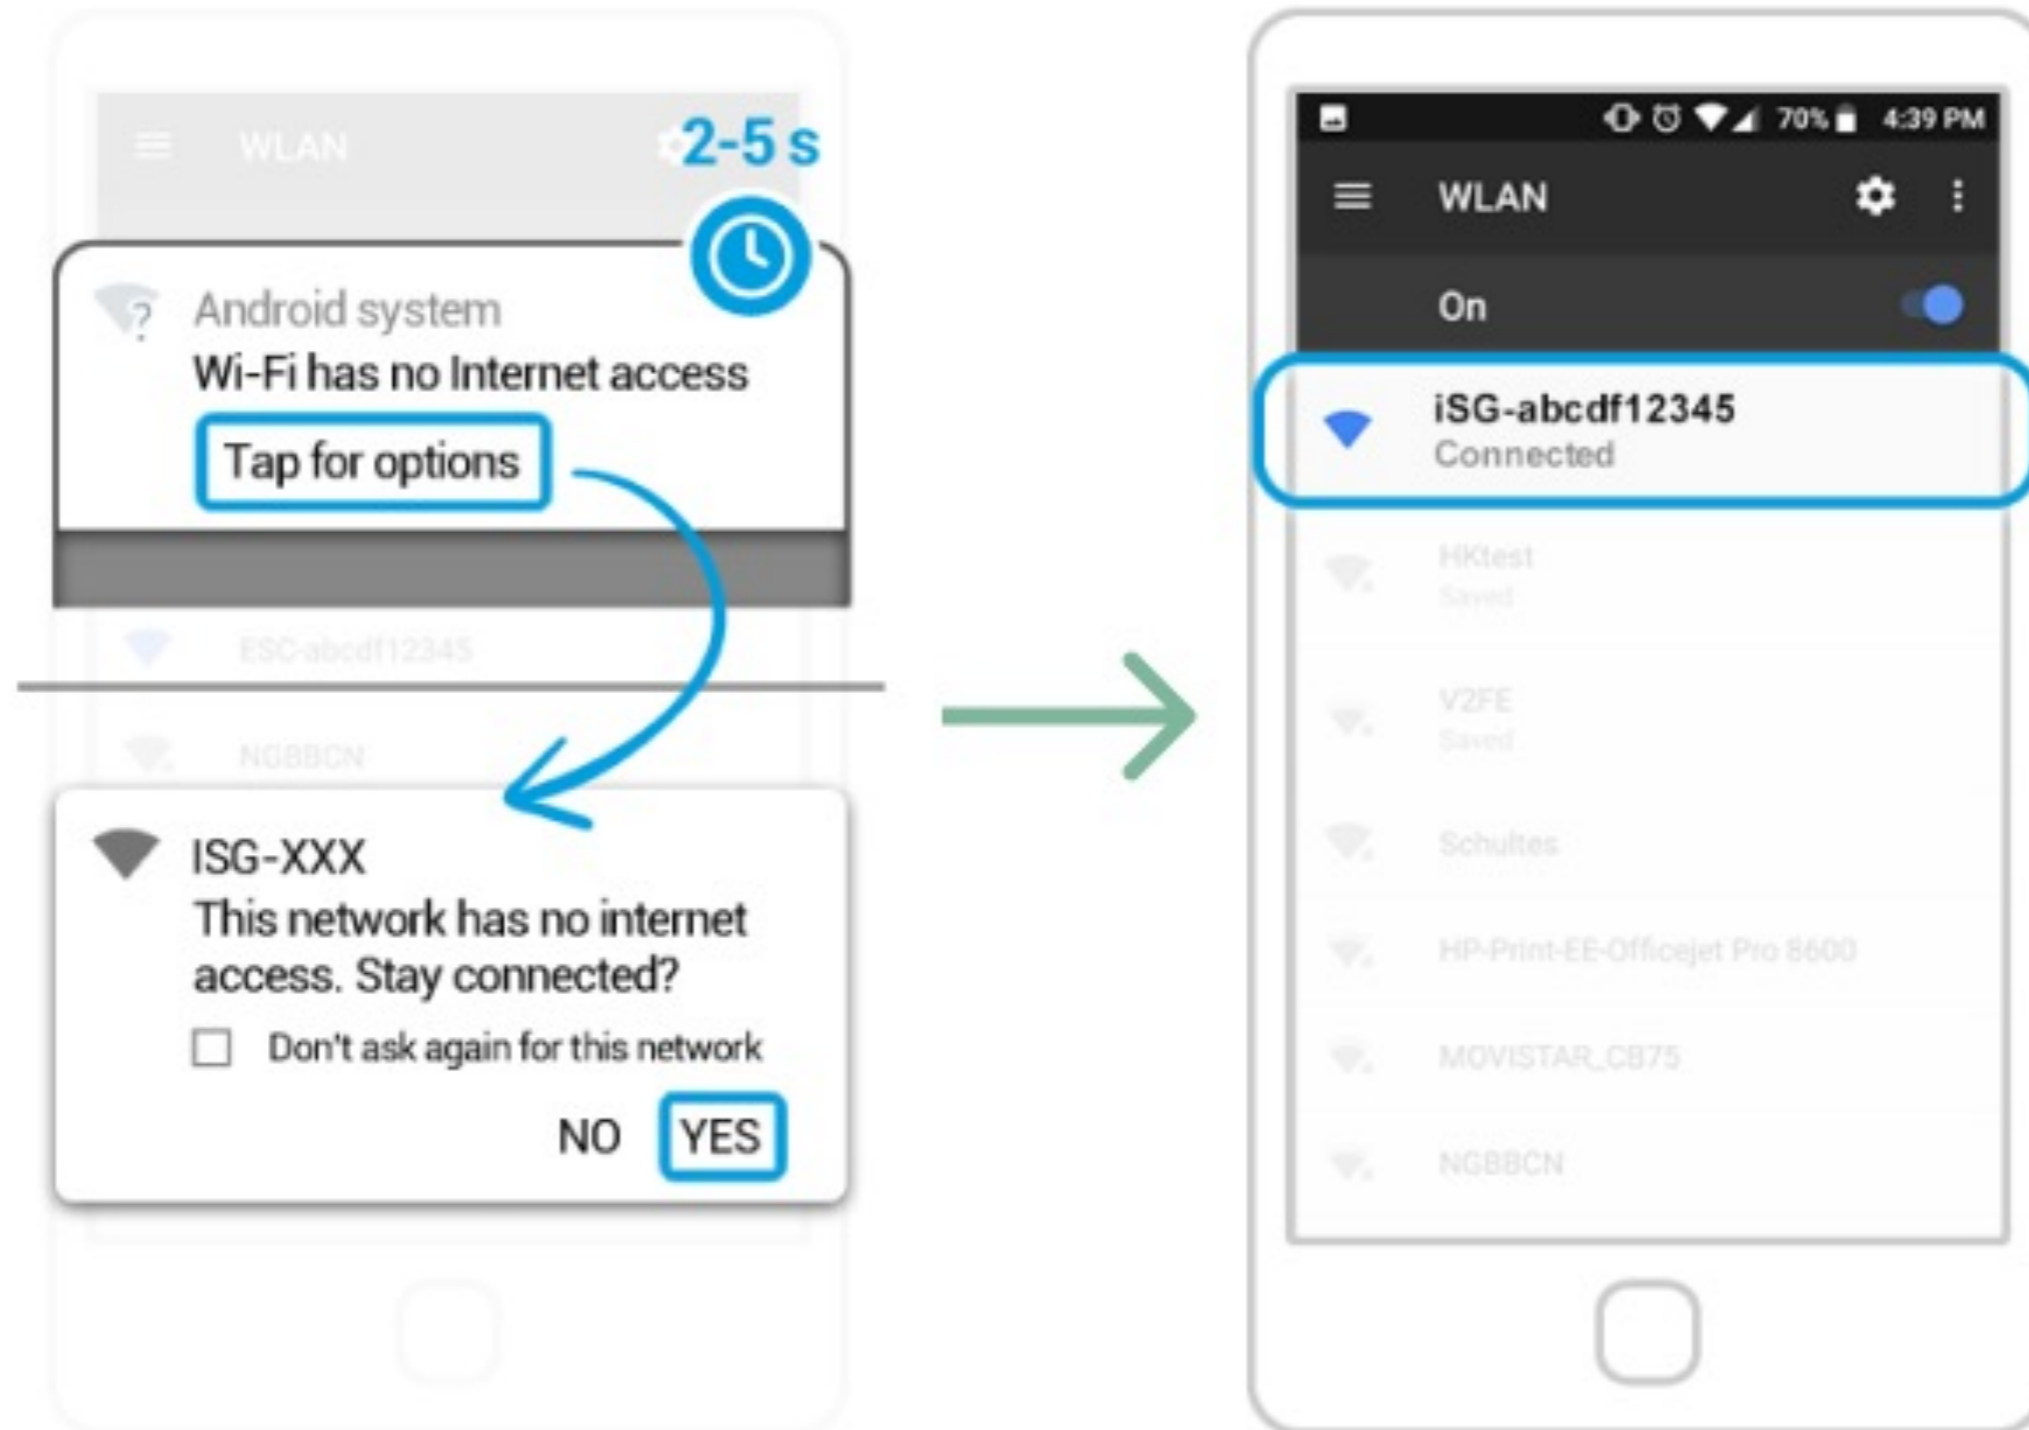 WLAN
2-5 s
Android system
Wi-Fi has no Internet access
Tap for options
ESC-abcdf12345
NGBBCN
ISG-XXX
This network has no internet
access. Stay connected?
Don't ask again for this network
NO YES
70% 4:39 PM
WLAN
On
iSG-abcdf12345
Connected
HKtest
Saved
V2FE
Saved
Schultes
HP-Print-EE-Officejet Pro 8600
MOVISTAR_CB75
NGBBCN